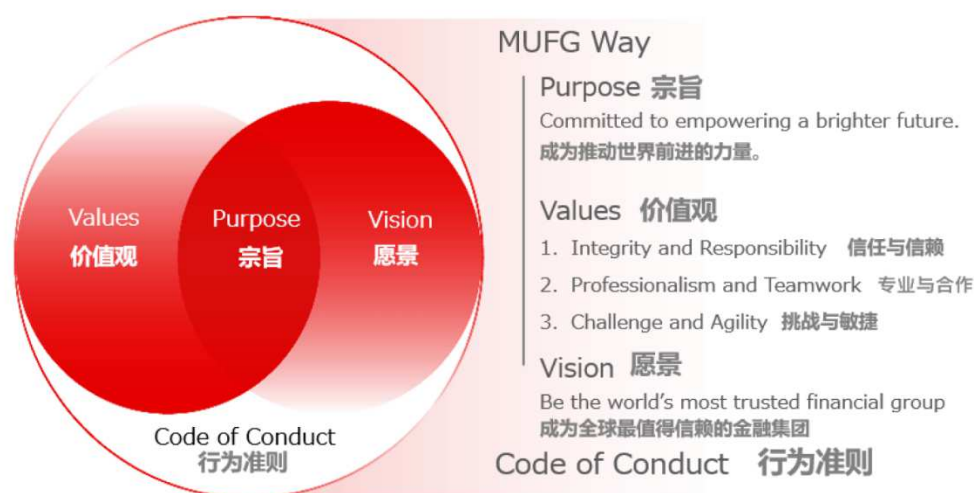 Values
价值观
Purpose
宗旨
Vision
愿景
Code of Conduct
行为准则
MUFG Way
Purpose 宗旨
Committed to empowering a brighter future.
成为推动世界前进的力量。
Values 价值观
1. Integrity and Responsibility 信任与信赖
2. Professionalism and Teamwork 专业与合作
3. Challenge and Agility 挑战与敏捷
Vision 愿景
Be the world's most trusted financial group
成为全球最值得信赖的金融集团
Code of Conduct 行为准则